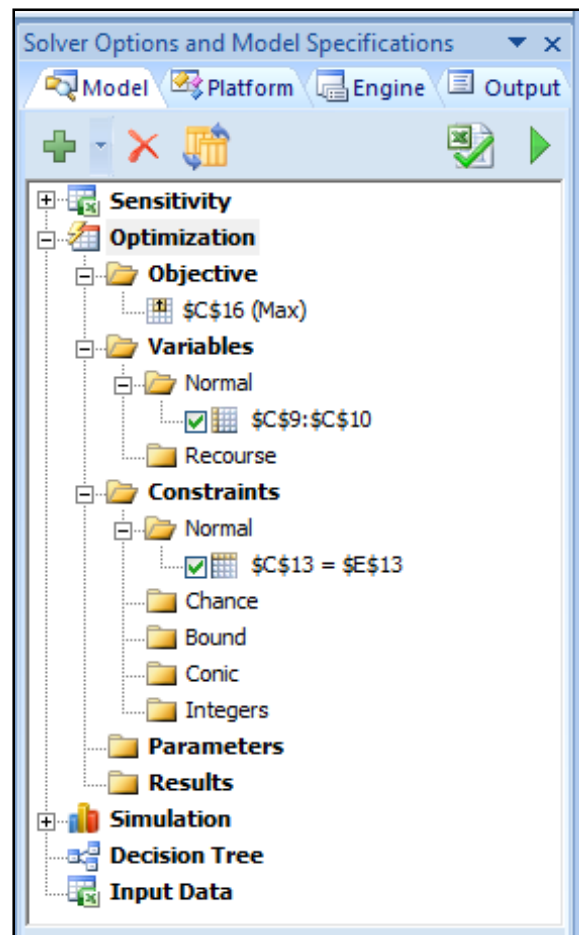 Solver Options and Model Specifications
Model Platform Engine Output
Sensitivity
Optimization
Objective
$C$16 (Max)
Variables
Normal
$C$9:$C$10
Recourse
Constraints
Normal
$C$13 = $E$13
Chance
Bound
Conic
Integers
Parameters
Results
Simulation
Decision Tree
Input Data